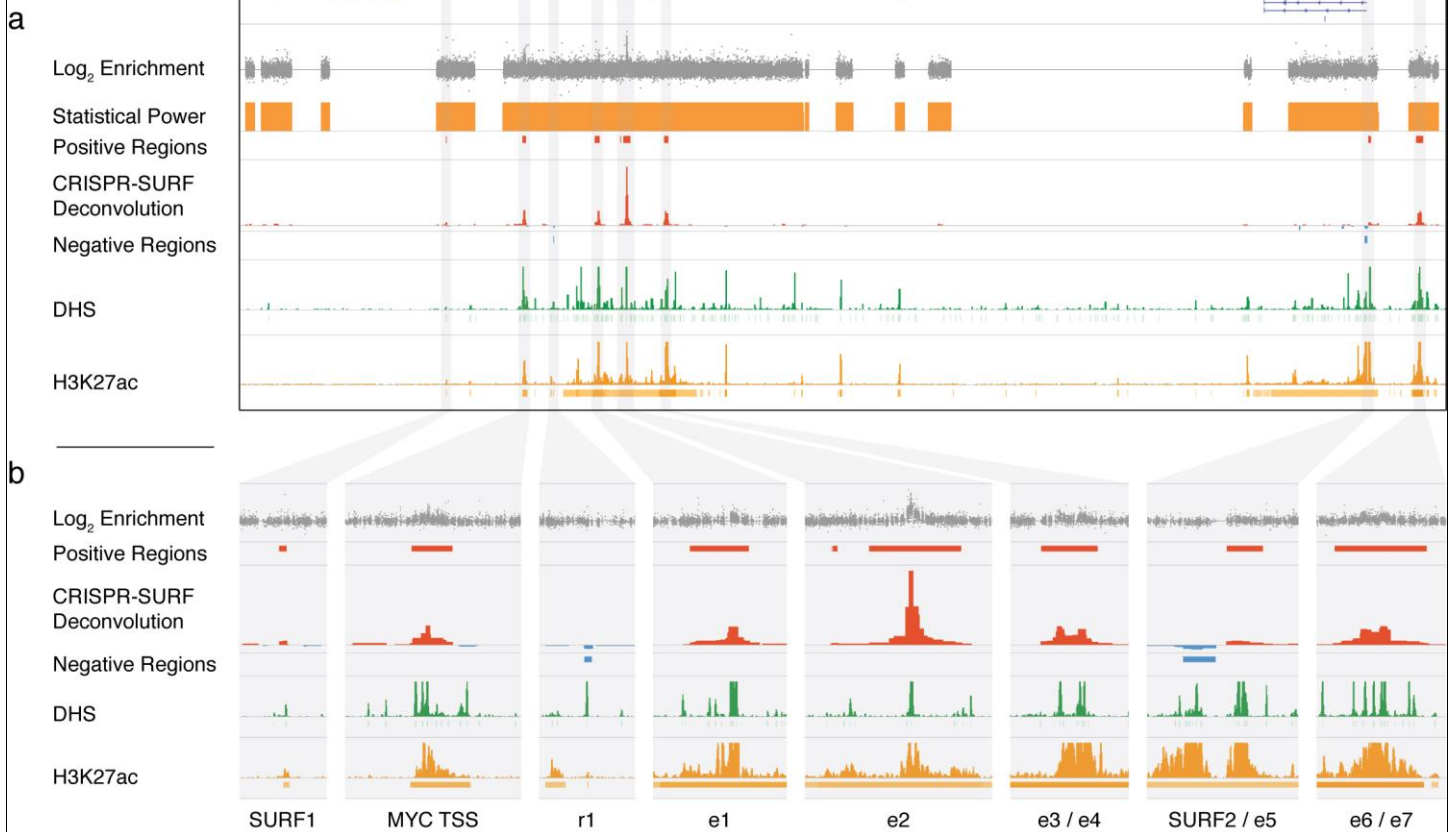 a
Log₂ Enrichment
Statistical Power
Positive Regions
CRISPR-SURF
Deconvolution
Negative Regions
DHS
H3K27ac
b
Log₂ Enrichment
Positive Regions
CRISPR-SURF
Deconvolution
Negative Regions
DHS
H3K27ac
SURF1 MYC TSS r1 e1 e2 e3 / e4 SURF2 / e5 e6 / e7